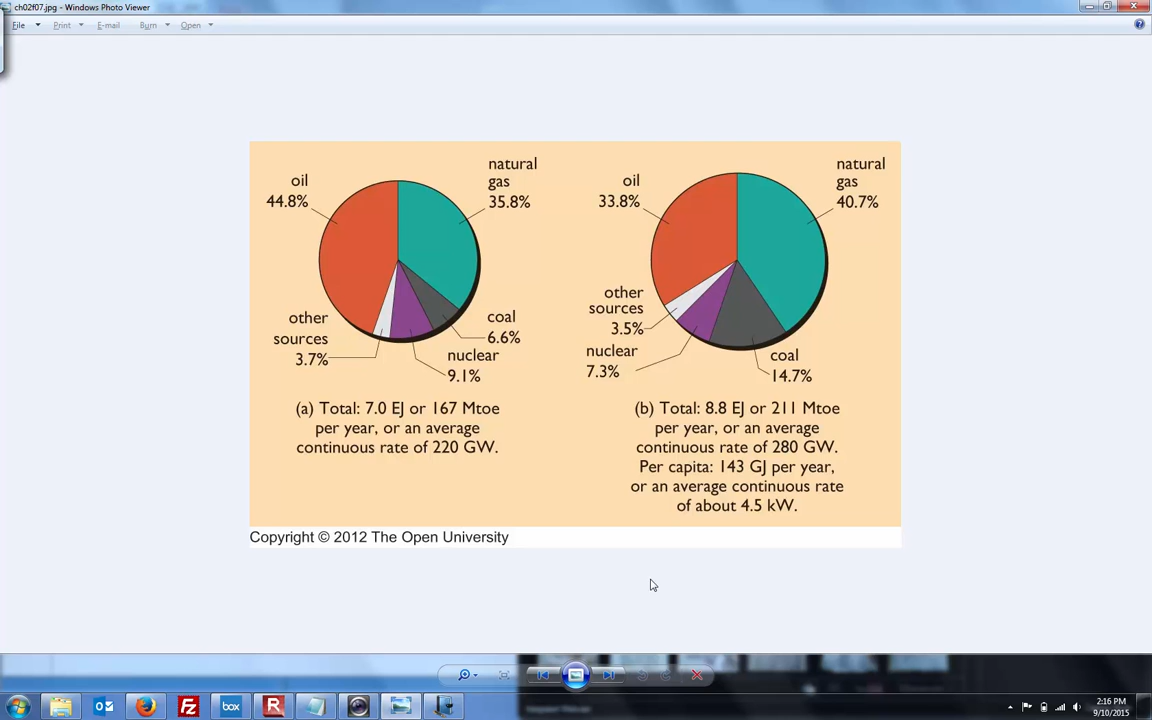 ch02f07.jpg - Windows Photo Viewer
File Print E-mail Burn Open
oil
44.8%
natural
gas
35.8%
other
sources
3.7%
coal
6.6%
nuclear
9.1%
(a) Total: 7.0 EJ or 167 Mtoe
per year, or an average
continuous rate of 220 GW.
oil
33.8%
natural
gas
40.7%
other
sources
3.5%
nuclear
7.3%
coal
14.7%
(b) Total: 8.8 EJ or 211 Mtoe
per year, or an average
continuous rate of 280 GW.
Per capita: 143 GJ per year,
or an average continuous rate
of about 4.5 kW.
Copyright © 2012 The Open University
box
2:16 PM
9/10/2015